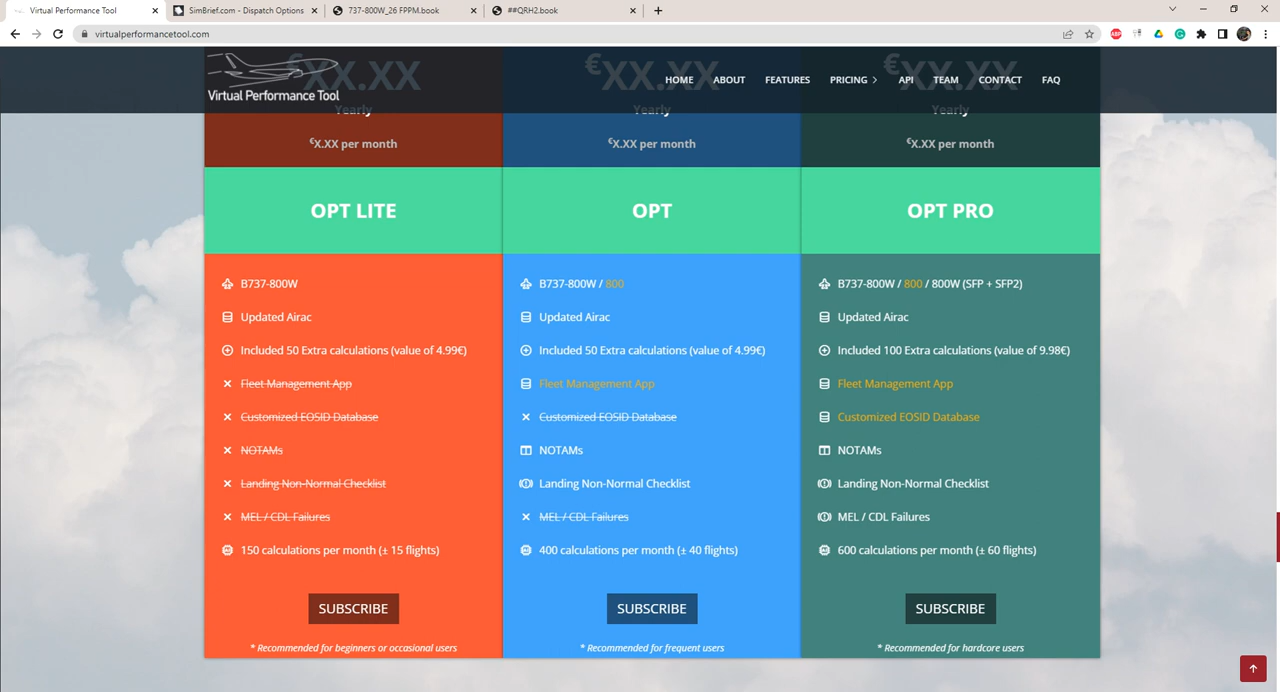 Virtual Performance Tool
SimBrief.com - Dispatch Options
737-800W_26 FPPM.book
##QRH2.book
virtualperformancetool.com
ABP
Virtual Performance Tool
HOME
ABOUT
FEATURES
PRICING
API
TEAM
CONTACT
FAQ
€XX.XX
Yearly
€X.XX per month
OPT LITE
B737-800W
Updated Airac
Included 50 Extra calculations (value of 4.99€)
Fleet Management App
Customized EOSID Database
NOTAMs
Landing Non-Normal Checklist
MEL / CDL Failures
150 calculations per month (± 15 flights)
SUBSCRIBE
* Recommended for beginners or occasional users
€XX.XX
Yearly
€X.XX per month
OPT
B737-800W / 800
Updated Airac
Included 50 Extra calculations (value of 4.99€)
Fleet Management App
Customized EOSID Database
NOTAMs
Landing Non-Normal Checklist
MEL / CDL Failures
400 calculations per month (± 40 flights)
SUBSCRIBE
* Recommended for frequent users
€XX.XX
Yearly
€X.XX per month
OPT PRO
B737-800W / 800 / 800W (SFP + SFP2)
Updated Airac
Included 100 Extra calculations (value of 9.98€)
Fleet Management App
Customized EOSID Database
NOTAMs
Landing Non-Normal Checklist
MEL / CDL Failures
600 calculations per month (± 60 flights)
SUBSCRIBE
* Recommended for hardcore users